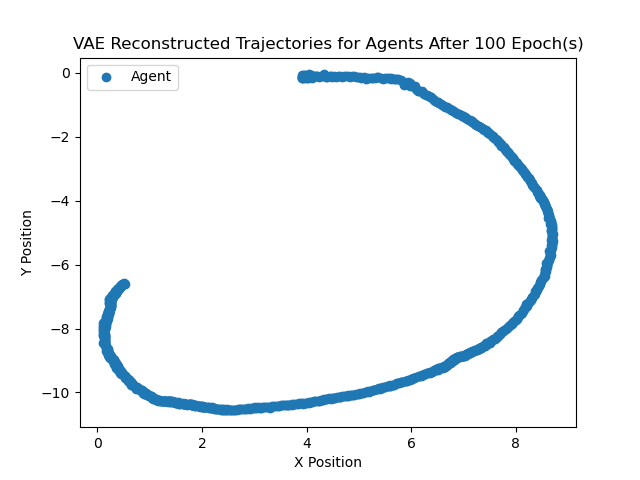 VAE Reconstructed Trajectories for Agents After 100 Epoch(s)
Agent
0
−2
−4
−6
−8
−10
Y Position
0 2 4 6 8
X Position